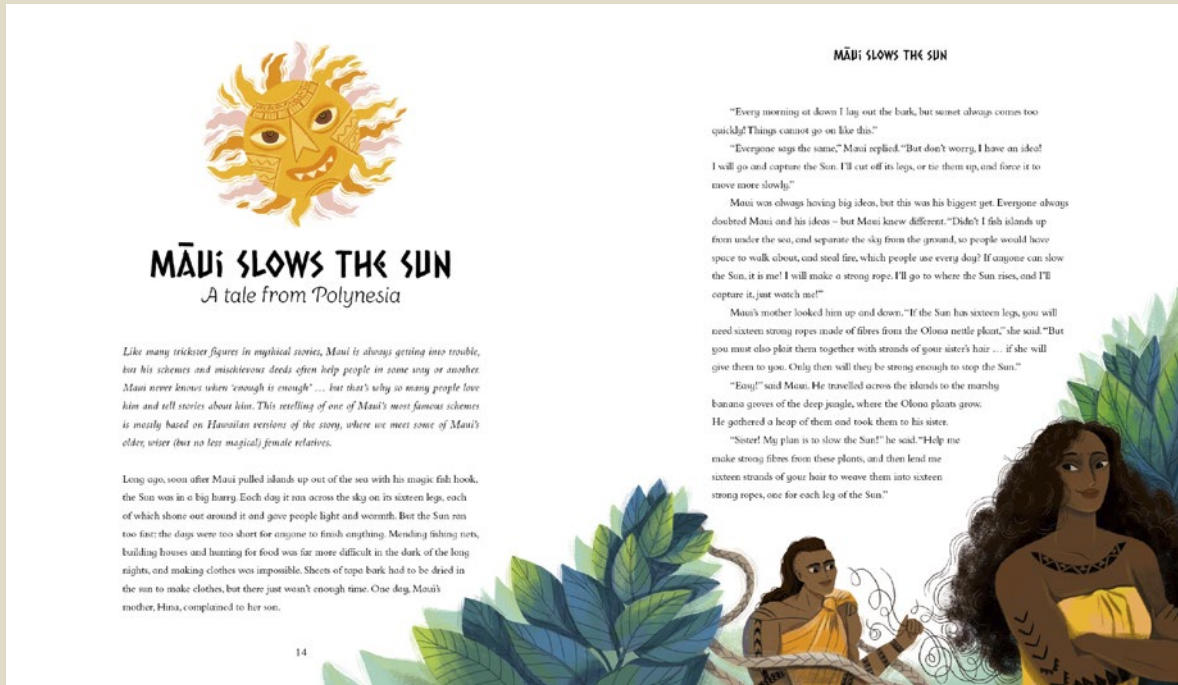 MĀUi SLOWS THE SUN
A tale from Polynesia
Like many trickster figures in mythical stories, Maui is always getting into trouble,
but his schemes and mischievous deeds often help people in some way or another.
Maui never knows when ‘enough is enough’ … but that’s why so many people love
him and tell stories about him. This retelling of one of Maui’s most famous schemes
is mostly based on Hawaiian versions of the story, where we meet some of Maui’s
older, wiser (but no less magical) female relatives.
Long ago, soon after Maui pulled islands up out of the sea with his magic fish hook,
the Sun was in a big hurry. Each day it ran across the sky on its sixteen legs, each
of which shone out around it and gave people light and warmth. But the Sun ran
too fast; the days were too short for anyone to finish anything. Mending fishing nets,
building houses and hunting for food was far more difficult in the dark of the long
nights, and making clothes was impossible. Sheets of tapa bark had to be dried in
the sun to make clothes, but there just wasn’t enough time. One day, Maui’s
mother, Hina, complained to her son.
14
MĀUi SLOWS THE SUN
“Every morning at dawn I lay out the bark, but sunset always comes too
quickly! Things cannot go on like this.”
“Everyone says the same,” Maui replied. “But don’t worry, I have an idea!
I will go and capture the Sun. I’ll cut off its legs, or tie them up, and force it to
move more slowly.”
Maui was always having big ideas, but this was his biggest yet. Everyone always
doubted Maui and his ideas – but Maui knew different. “Didn’t I fish islands up
from under the sea, and separate the sky from the ground, so people would have
space to walk about, and steal fire, which people use every day? If anyone can slow
the Sun, it is me! I will make a strong rope. I’ll go to where the Sun rises, and I’ll
capture it, just watch me!”
Maui’s mother looked him up and down. “If the Sun has sixteen legs, you will
need sixteen strong ropes made of fibres from the Olona nettle plant,” she said. “But
you must also plait them together with strands of your sister’s hair … if she will
give them to you. Only then will they be strong enough to stop the Sun.”
“Easy!” said Maui. He travelled across the islands to the marshy
banana groves of the deep jungle, where the Olona plants grow.
He gathered a heap of them and took them to his sister.
“Sister! My plan is to slow the Sun!” he said. “Help me
make strong fibres from these plants, and then lend me
sixteen strands of your hair to weave them into sixteen
strong ropes, one for each leg of the Sun.”